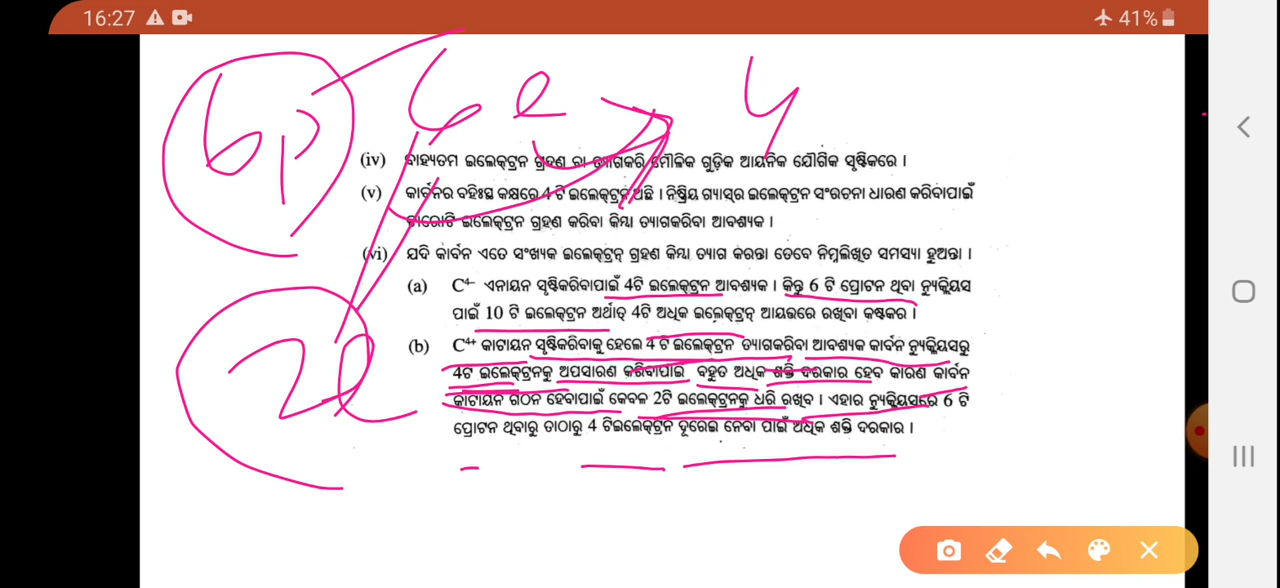 16:27
41%
6p 6e 4
(iv) ବାହ୍ୟତମ ଇଲେକ୍ଟ୍ରନ ଗ୍ରହଣ ବା ତ୍ୟାଗକରି ମୌଳିକ ଗୁଡ଼ିକ ଆୟନିକ ଯୌଗିକ ସୃଷ୍ଟିକରେ ।
(v) କାର୍ବନର ବହିଃସ୍ଥ କକ୍ଷରେ 4 ଟି ଇଲେକ୍ଟ୍ରନ ଅଛି । ନିଷ୍କ୍ରିୟ ଗ୍ୟାସ୍‌ର ଇଲେକ୍ଟ୍ରନ ସଂରଚନା ଧାରଣ କରିବାପାଇଁ
ଚାରୋଟି ଇଲେକ୍ଟ୍ରନ ଗ୍ରହଣ କରିବା କିମ୍ବା ତ୍ୟାଗକରିବା ଆବଶ୍ୟକ ।
(vi) ଯଦି କାର୍ବନ ଏତେ ସଂଖ୍ୟକ ଇଲେକ୍ଟ୍ରନ୍ ଗ୍ରହଣ କିମ୍ବା ତ୍ୟାଗ କରନ୍ତା ତେବେ ନିମ୍ନଲିଖିତ ସମସ୍ୟା ହୁଅନ୍ତା ।
(a) C⁴⁻ ଏନାୟନ ସୃଷ୍ଟିକରିବାପାଇଁ 4ଟି ଇଲେକ୍ଟ୍ରନ ଆବଶ୍ୟକ । କିନ୍ତୁ 6 ଟି ପ୍ରୋଟନ ଥିବା ନ୍ୟୁକ୍ଲିୟସ
ପାଇଁ 10 ଟି ଇଲେକ୍ଟ୍ରନ ଅର୍ଥାତ୍ 4ଟି ଅଧିକ ଇଲେକ୍ଟ୍ରନ୍ ଆୟତ୍ତରେ ରଖିବା କଷ୍ଟକର ।
(b) C⁴⁺ କାଟାୟନ ସୃଷ୍ଟିକରିବାକୁ ହେଲେ 4 ଟି ଇଲେକ୍ଟ୍ରନ ତ୍ୟାଗକରିବା ଆବଶ୍ୟକ କାର୍ବନ ନ୍ୟୁକ୍ଲିୟସରୁ
4ଟି ଇଲେକ୍ଟ୍ରନକୁ ଅପସାରଣ କରିବାପାଇଁ ବହୁତ ଅଧିକ ଶକ୍ତି ଦରକାର ହେବ କାରଣ କାର୍ବନ
କାଟାୟନ ଗଠନ ହେବାପାଇଁ କେବଳ 2ଟି ଇଲେକ୍ଟ୍ରନକୁ ଧରି ରଖିବ । ଏହାର ନ୍ୟୁକ୍ଲିୟସରେ 6 ଟି
ପ୍ରୋଟନ ଥିବାରୁ ତାଠାରୁ 4 ଟିଇଲେକ୍ଟ୍ରନ ଦୂରେଇ ନେବା ପାଇଁ ଅଧିକ ଶକ୍ତି ଦରକାର ।
2e